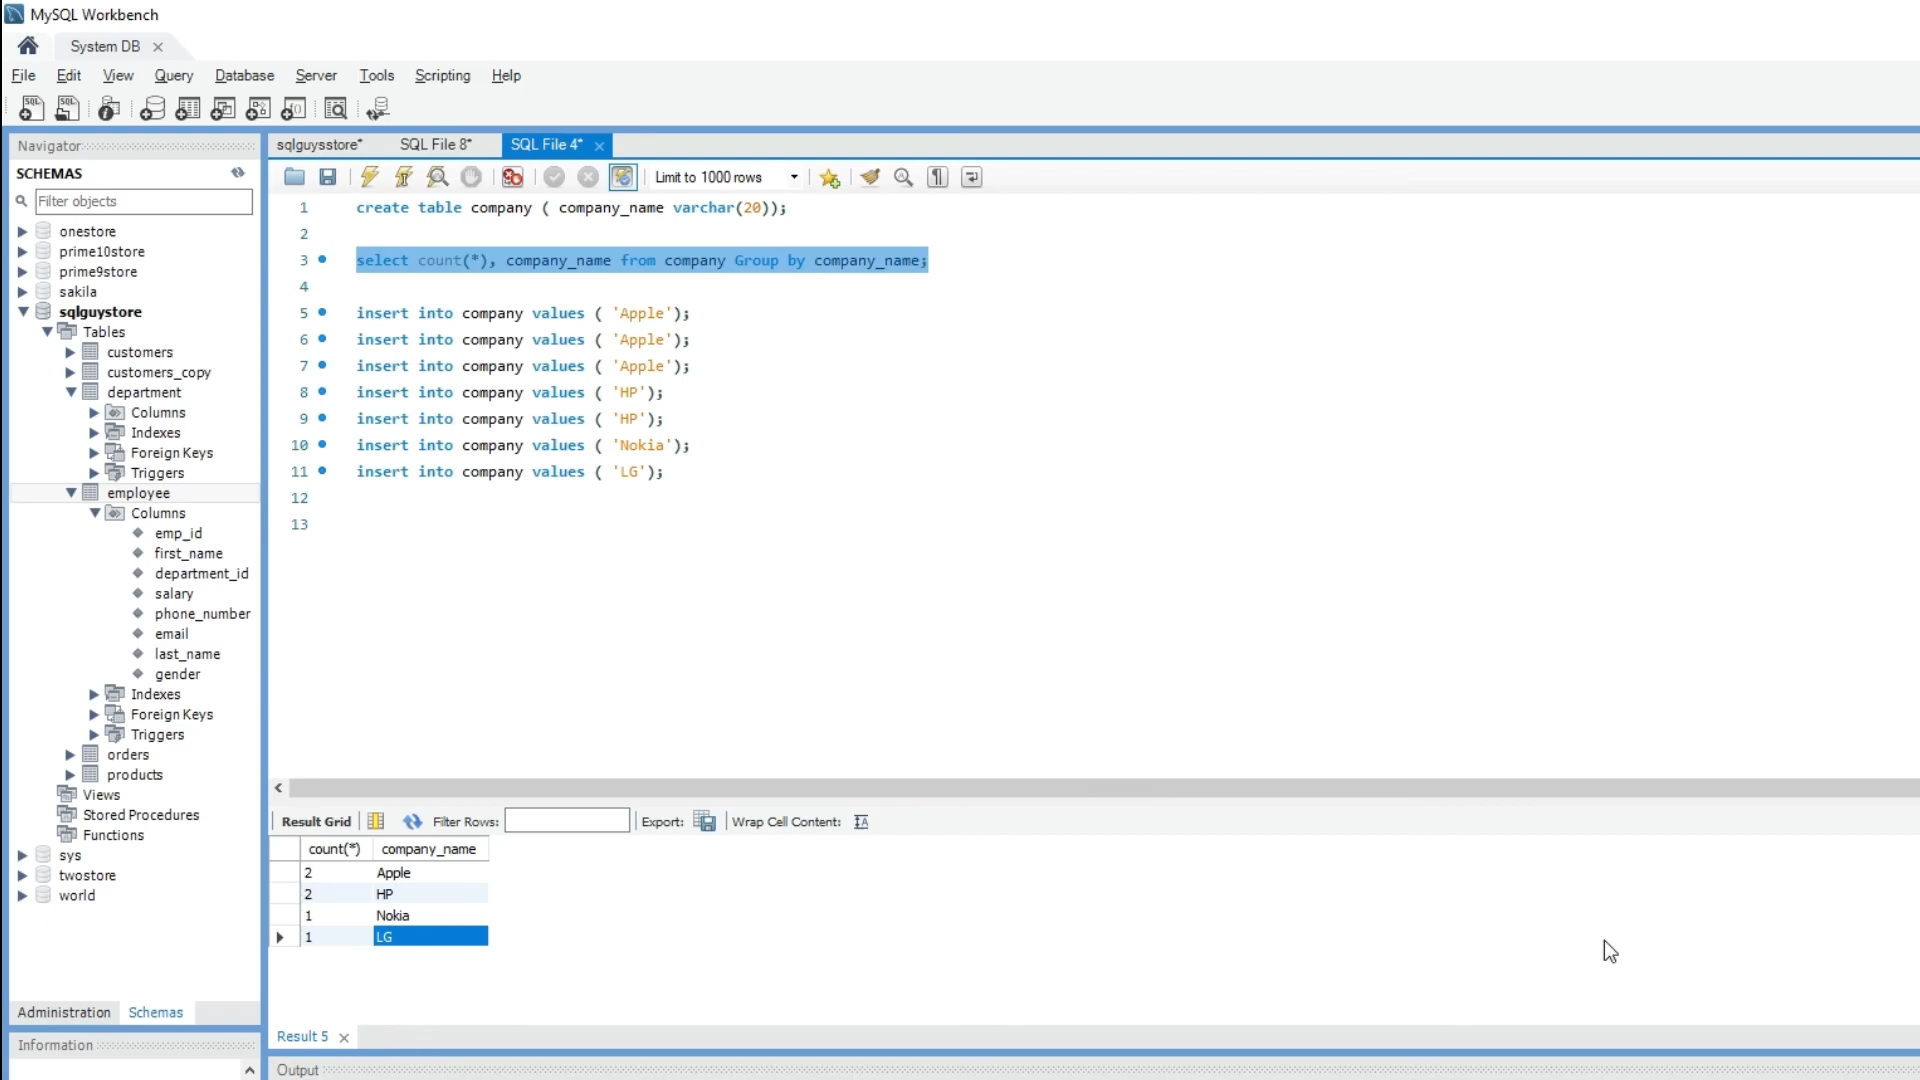 MySQL Workbench
System DB
File Edit View Query Database Server Tools Scripting Help
Navigator
SCHEMAS
Filter objects
onestore
prime10store
prime9store
sakila
sqlguystore
Tables
customers
customers_copy
department
Columns
Indexes
Foreign Keys
Triggers
employee
Columns
emp_id
first_name
department_id
salary
phone_number
email
last_name
gender
Indexes
Foreign Keys
Triggers
orders
products
Views
Stored Procedures
Functions
sys
twostore
world
Administration Schemas
Information
sqlguysstore* SQL File 8* SQL File 4*
Limit to 1000 rows
1 create table company ( company_name varchar(20));
2
3 select count(*), company_name from company Group by company_name;
4
5 insert into company values ( 'Apple');
6 insert into company values ( 'Apple');
7 insert into company values ( 'Apple');
8 insert into company values ( 'HP');
9 insert into company values ( 'HP');
10 insert into company values ( 'Nokia');
11 insert into company values ( 'LG');
12
13
Result Grid Filter Rows: Export: Wrap Cell Content:
count(*) company_name
2 Apple
2 HP
1 Nokia
1 LG
Result 5
Output